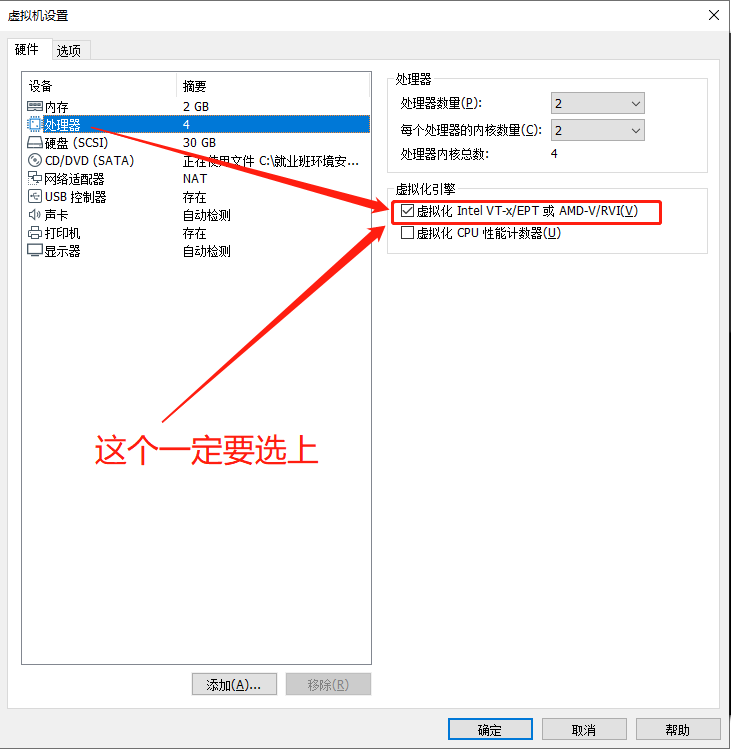 虚拟机设置
硬件 选项
设备 摘要
内存 2 GB
处理器 4
硬盘 (SCSI) 30 GB
CD/DVD (SATA) 正在使用文件 C:\就业班环境安...
网络适配器 NAT
USB 控制器 存在
声卡 自动检测
打印机 存在
显示器 自动检测
添加(A)... 移除(R)
处理器
处理器数量(P): 2
每个处理器的内核数量(C): 2
处理器内核总数: 4
虚拟化引擎
虚拟化 Intel VT-x/EPT 或 AMD-V/RVI(V)
虚拟化 CPU 性能计数器(U)
这个一定要选上
确定 取消 帮助